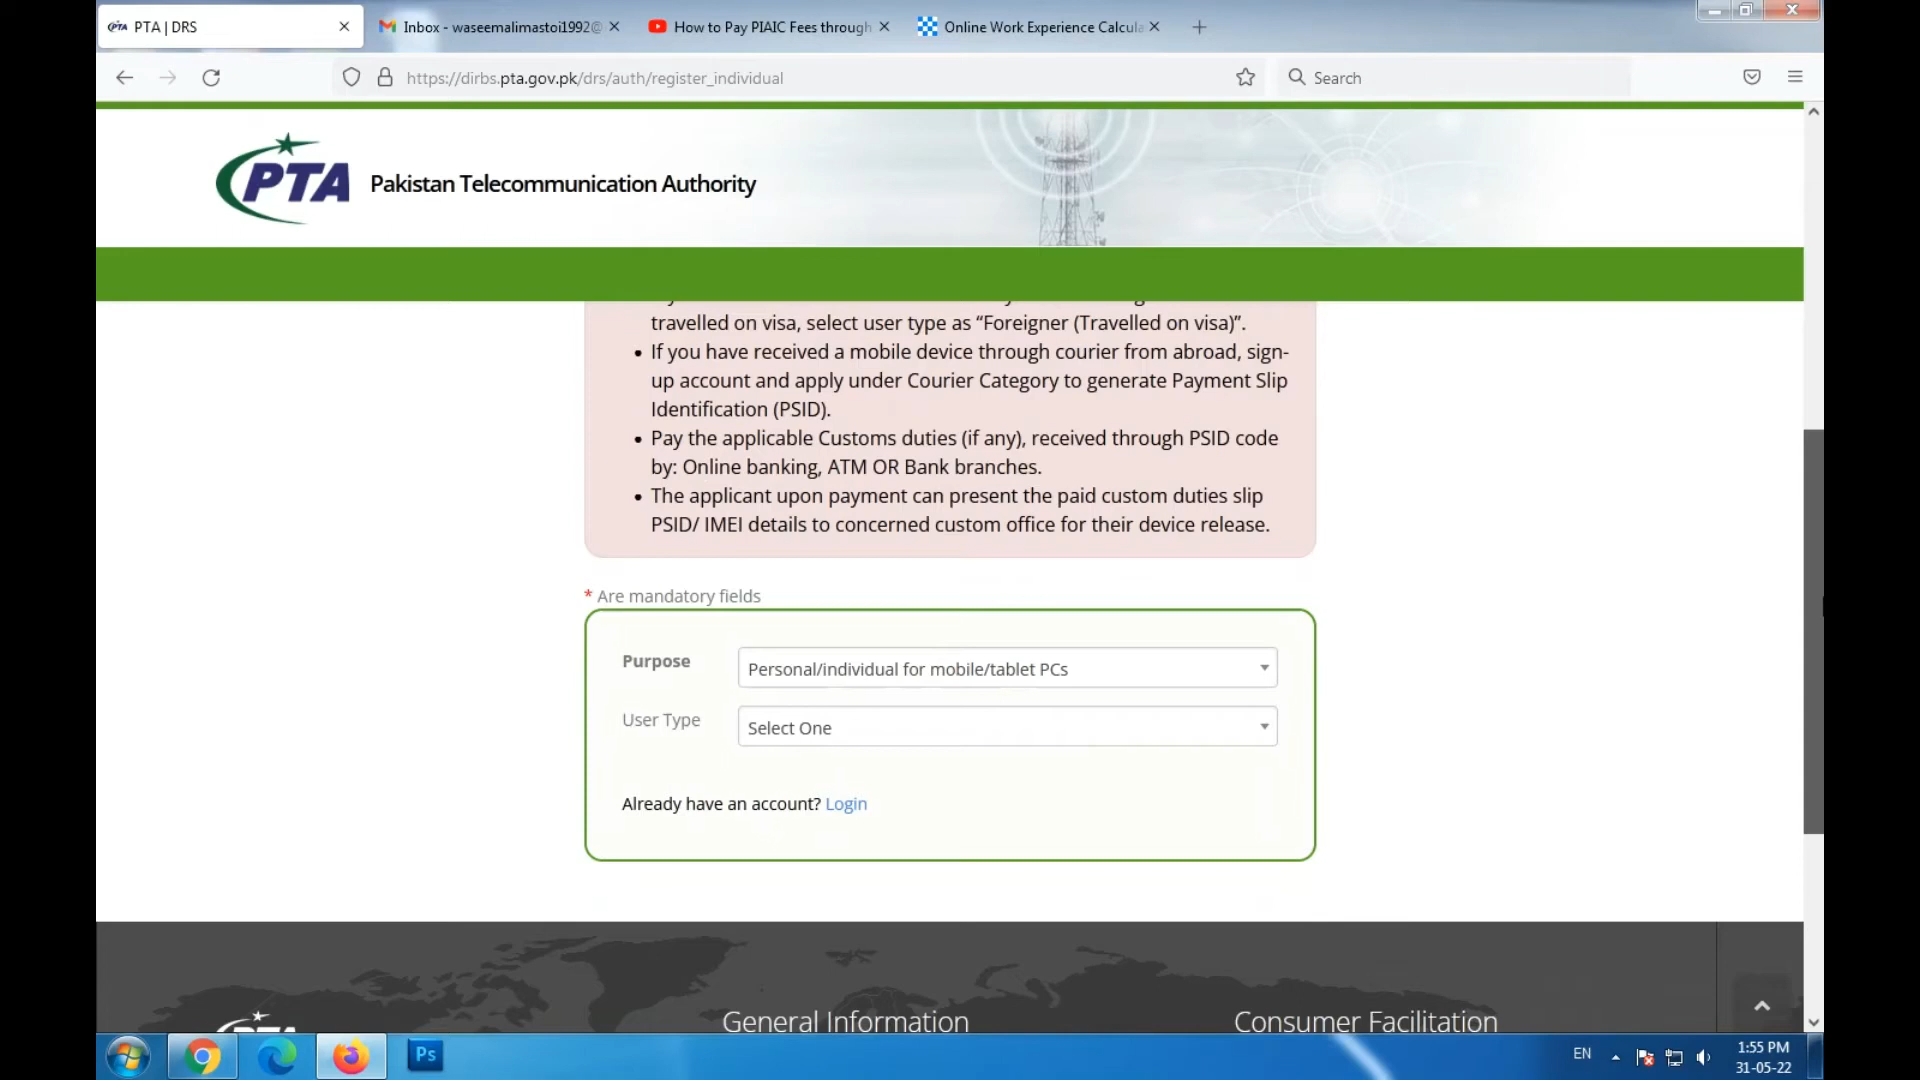 PTA | DRS
Inbox - waseemalimastoi1992@
How to Pay PIAIC Fees through
Online Work Experience Calcula
https://dirbs.pta.gov.pk/drs/auth/register_individual
Search
PTA
Pakistan Telecommunication Authority
travelled on visa, select user type as “Foreigner (Travelled on visa)”.
• If you have received a mobile device through courier from abroad, sign-
up account and apply under Courier Category to generate Payment Slip
Identification (PSID).
• Pay the applicable Customs duties (if any), received through PSID code
by: Online banking, ATM OR Bank branches.
• The applicant upon payment can present the paid custom duties slip
PSID/ IMEI details to concerned custom office for their device release.
* Are mandatory fields
Purpose
Personal/individual for mobile/tablet PCs
User Type
Select One
Already have an account? Login
PTA
General Information
Consumer Facilitation
Ps
EN
1:55 PM
31-05-22